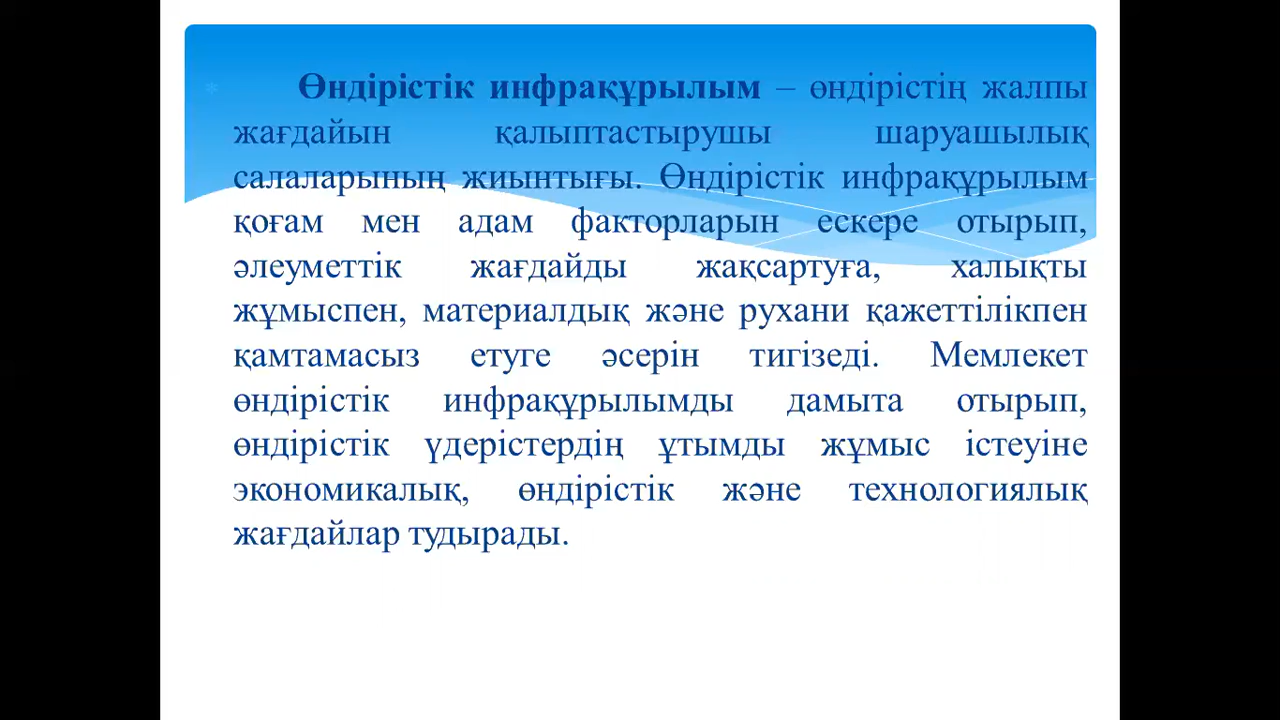 Өндірістік инфрақұрылым – өндірістің жалпы
жағдайын қалыптастырушы шаруашылық
салаларының жиынтығы. Өндірістік инфрақұрылым
қоғам мен адам факторларын ескере отырып,
әлеуметтік жағдайды жақсартуға, халықты
жұмыспен, материалдық және рухани қажеттілікпен
қамтамасыз етуге әсерін тигізеді. Мемлекет
өндірістік инфрақұрылымды дамыта отырып,
өндірістік үдерістердің ұтымды жұмыс істеуіне
экономикалық, өндірістік және технологиялық
жағдайлар тудырады.